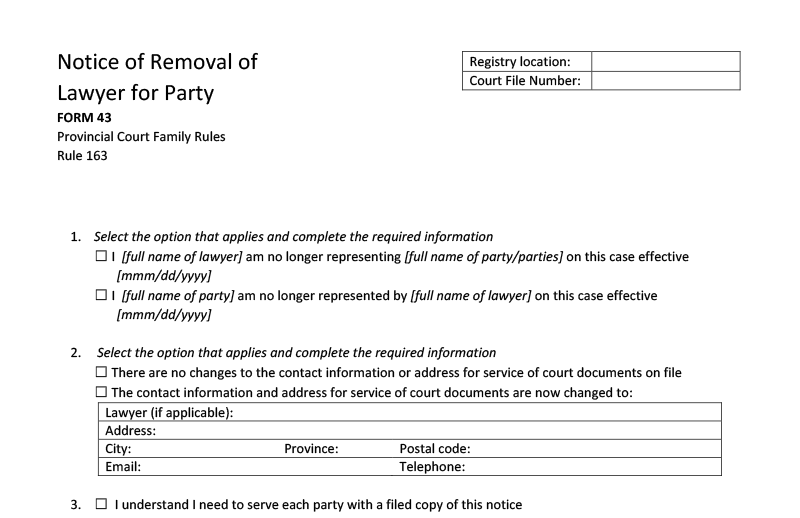 Notice of Removal of
Lawyer for Party
FORM 43
Provincial Court Family Rules
Rule 163
Registry location:
Court File Number:
1. Select the option that applies and complete the required information
☐ I [full name of lawyer] am no longer representing [full name of party/parties] on this case effective
[mmm/dd/yyyy]
☐ I [full name of party] am no longer represented by [full name of lawyer] on this case effective
[mmm/dd/yyyy]
2. Select the option that applies and complete the required information
☐ There are no changes to the contact information or address for service of court documents on file
☐ The contact information and address for service of court documents are now changed to:
Lawyer (if applicable):
Address:
City: Province: Postal code:
Email: Telephone:
3. ☐ I understand I need to serve each party with a filed copy of this notice